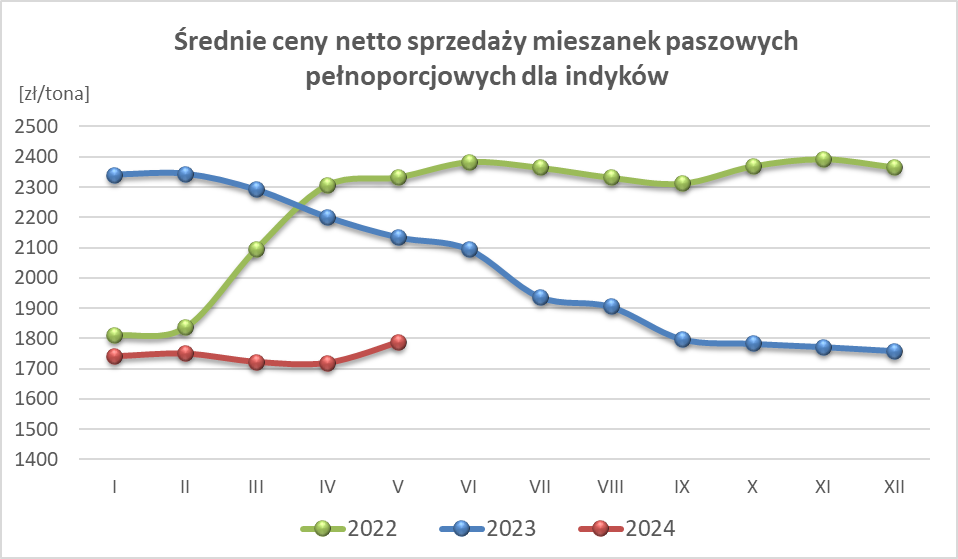 Średnie ceny netto sprzedaży mieszanek paszowych
pełnoporcjowych dla indyków
[zł/tona]
2500
2400
2300
2200
2100
2000
1900
1800
1700
1600
1500
1400
I II III IV V VI VII VIII IX X XI XII
2022 2023 2024